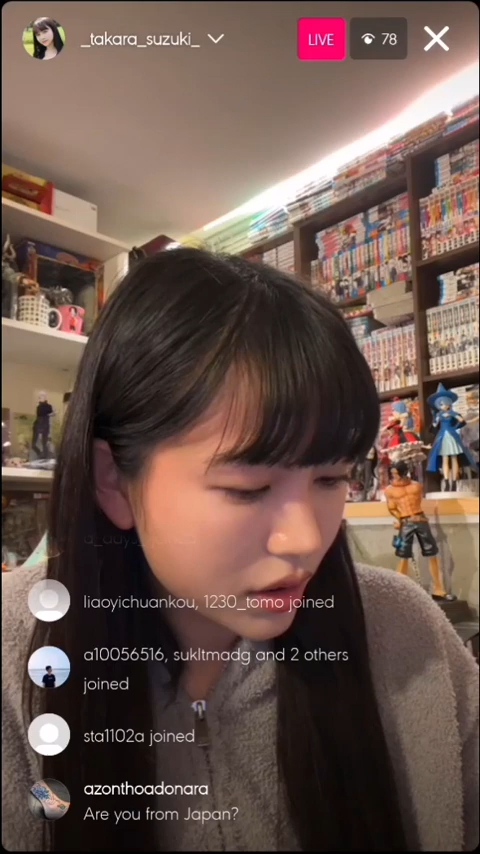 _takara_suzuki_
LIVE
78
liaoyichuankou, 1230_tomo joined
a10056516, sukltmadg and 2 others
joined
sta1102a joined
azonthoadonara
Are you from Japan?